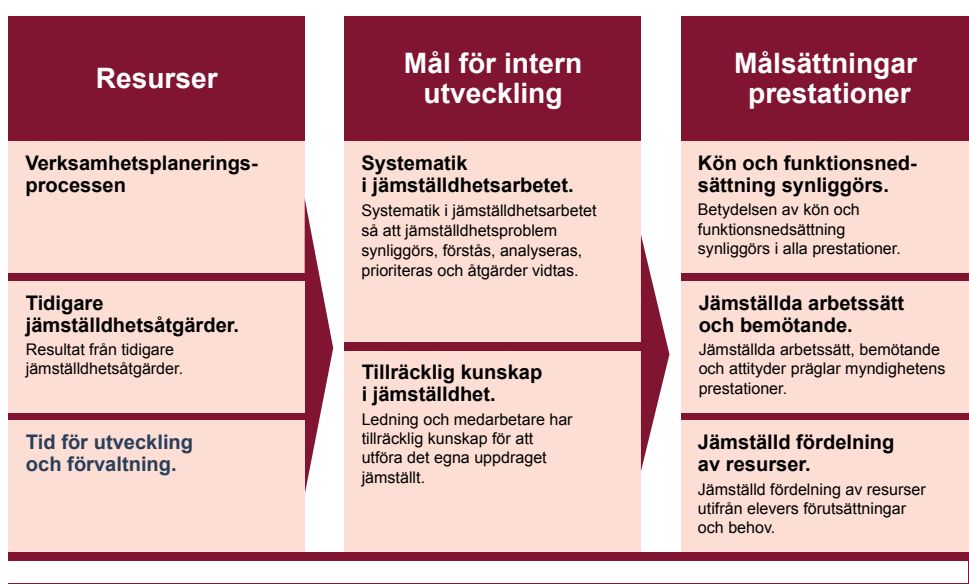 Resurser
Verksamhetsplanerings-
processen
Tidigare
jämställdhetsåtgärder.
Resultat från tidigare
jämställdhetsåtgärder.
Tid för utveckling
och förvaltning.
Mål för intern
utveckling
Systematik
i jämställdhetsarbetet.
Systematik i jämställdhetsarbetet
så att jämställdhetsproblem
synliggörs, förstås, analyseras,
prioriteras och åtgärder vidtas.
Tillräcklig kunskap
i jämställdhet.
Ledning och medarbetare har
tillräcklig kunskap för att
utföra det egna uppdraget
jämställt.
Målsättningar
prestationer
Kön och funktionsned-
sättning synliggörs.
Betydelsen av kön och
funktionsnedsättning
synliggörs i alla prestationer.
Jämställda arbetssätt
och bemötande.
Jämställda arbetssätt, bemötande
och attityder präglar myndighetens
prestationer.
Jämställd fördelning
av resurser.
Jämställd fördelning av resurser
utifrån elevers förutsättningar
och behov.